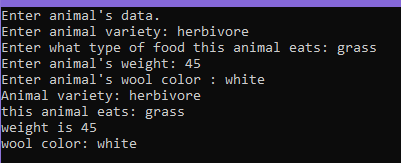 Enter animal's data.
Enter animal variety: herbivore
Enter what type of food this animal eats: grass
Enter animal's weight: 45
Enter animal's wool color : white
Animal variety: herbivore
this animal eats: grass
weight is 45
wool color: white